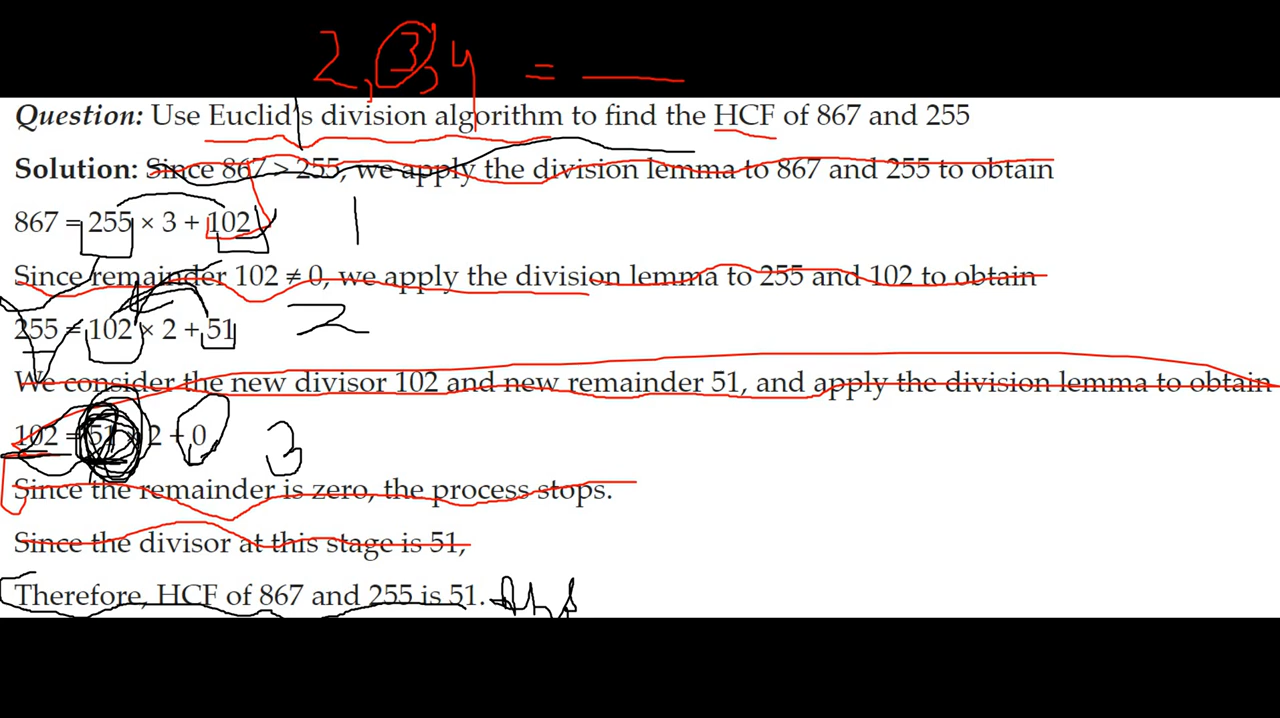 2, 3, 4 = —
Question: Use Euclid's division algorithm to find the HCF of 867 and 255
Solution: Since 867 > 255, we apply the division lemma to 867 and 255 to obtain
867 = 255 × 3 + 102 1
Since remainder 102 ≠ 0, we apply the division lemma to 255 and 102 to obtain
255 = 102 × 2 + 51 2
We consider the new divisor 102 and new remainder 51, and apply the division lemma to obtain
102 = 51 × 2 + 0 3
Since the remainder is zero, the process stops.
Since the divisor at this stage is 51,
Therefore, HCF of 867 and 255 is 51.